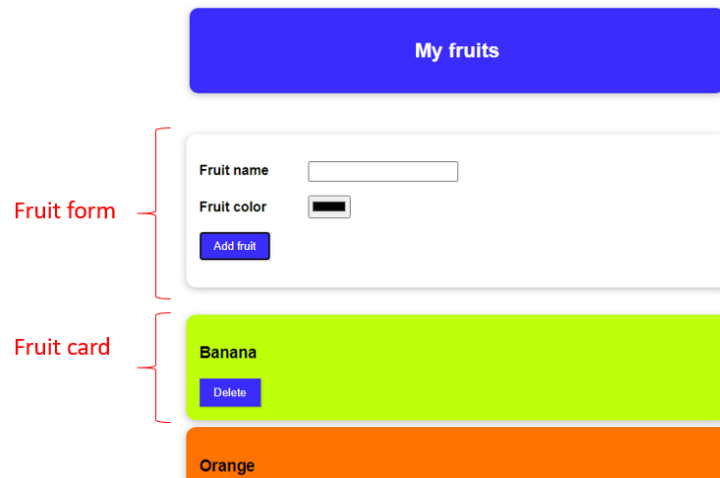 My fruits
Fruit form
Fruit name
Fruit color
Add fruit
Fruit card
Banana
Delete
Orange